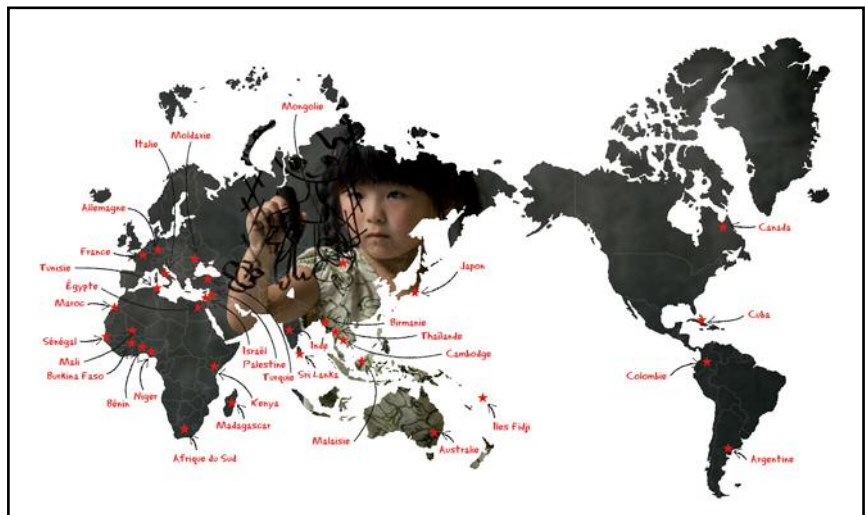 Mongolie
Moldavie
Italie
Allemagne
France
Tunisie
Égypte
Maroc
Sénégal
Mali
Burkina Faso
Bénin
Niger
Israël
Palestine
Turquie
Kenya
Madagascar
Afrique du Sud
Inde
Sri Lanka
Birmanie
Thaïlande
Cambodge
Malaisie
Japon
Îles Fidji
Australie
Canada
Cuba
Colombie
Argentine